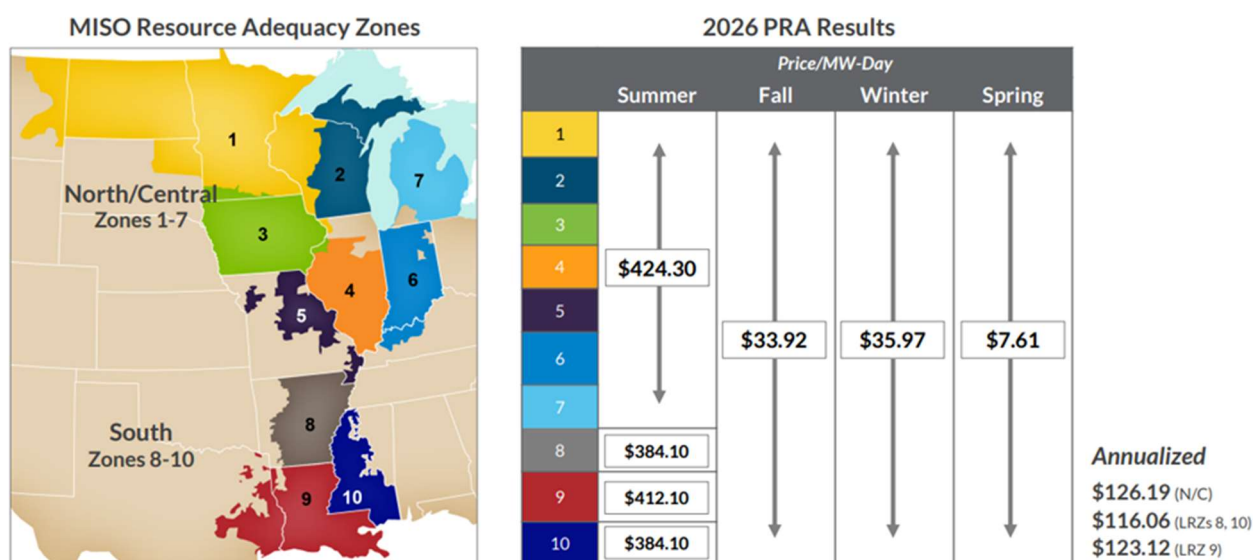 MISO Resource Adequacy Zones
1
2
7
North/Central
Zones 1-7
3
4
6
5
8
South
Zones 8-10
9
10
2026 PRA Results
Price/MW-Day
Summer Fall Winter Spring
1
2
3
4
$424.30
5
$33.92 $35.97 $7.61
6
7
8 $384.10
9 $412.10
10 $384.10
Annualized
$126.19 (N/C)
$116.06 (LRZs 8, 10)
$123.12 (LRZ 9)